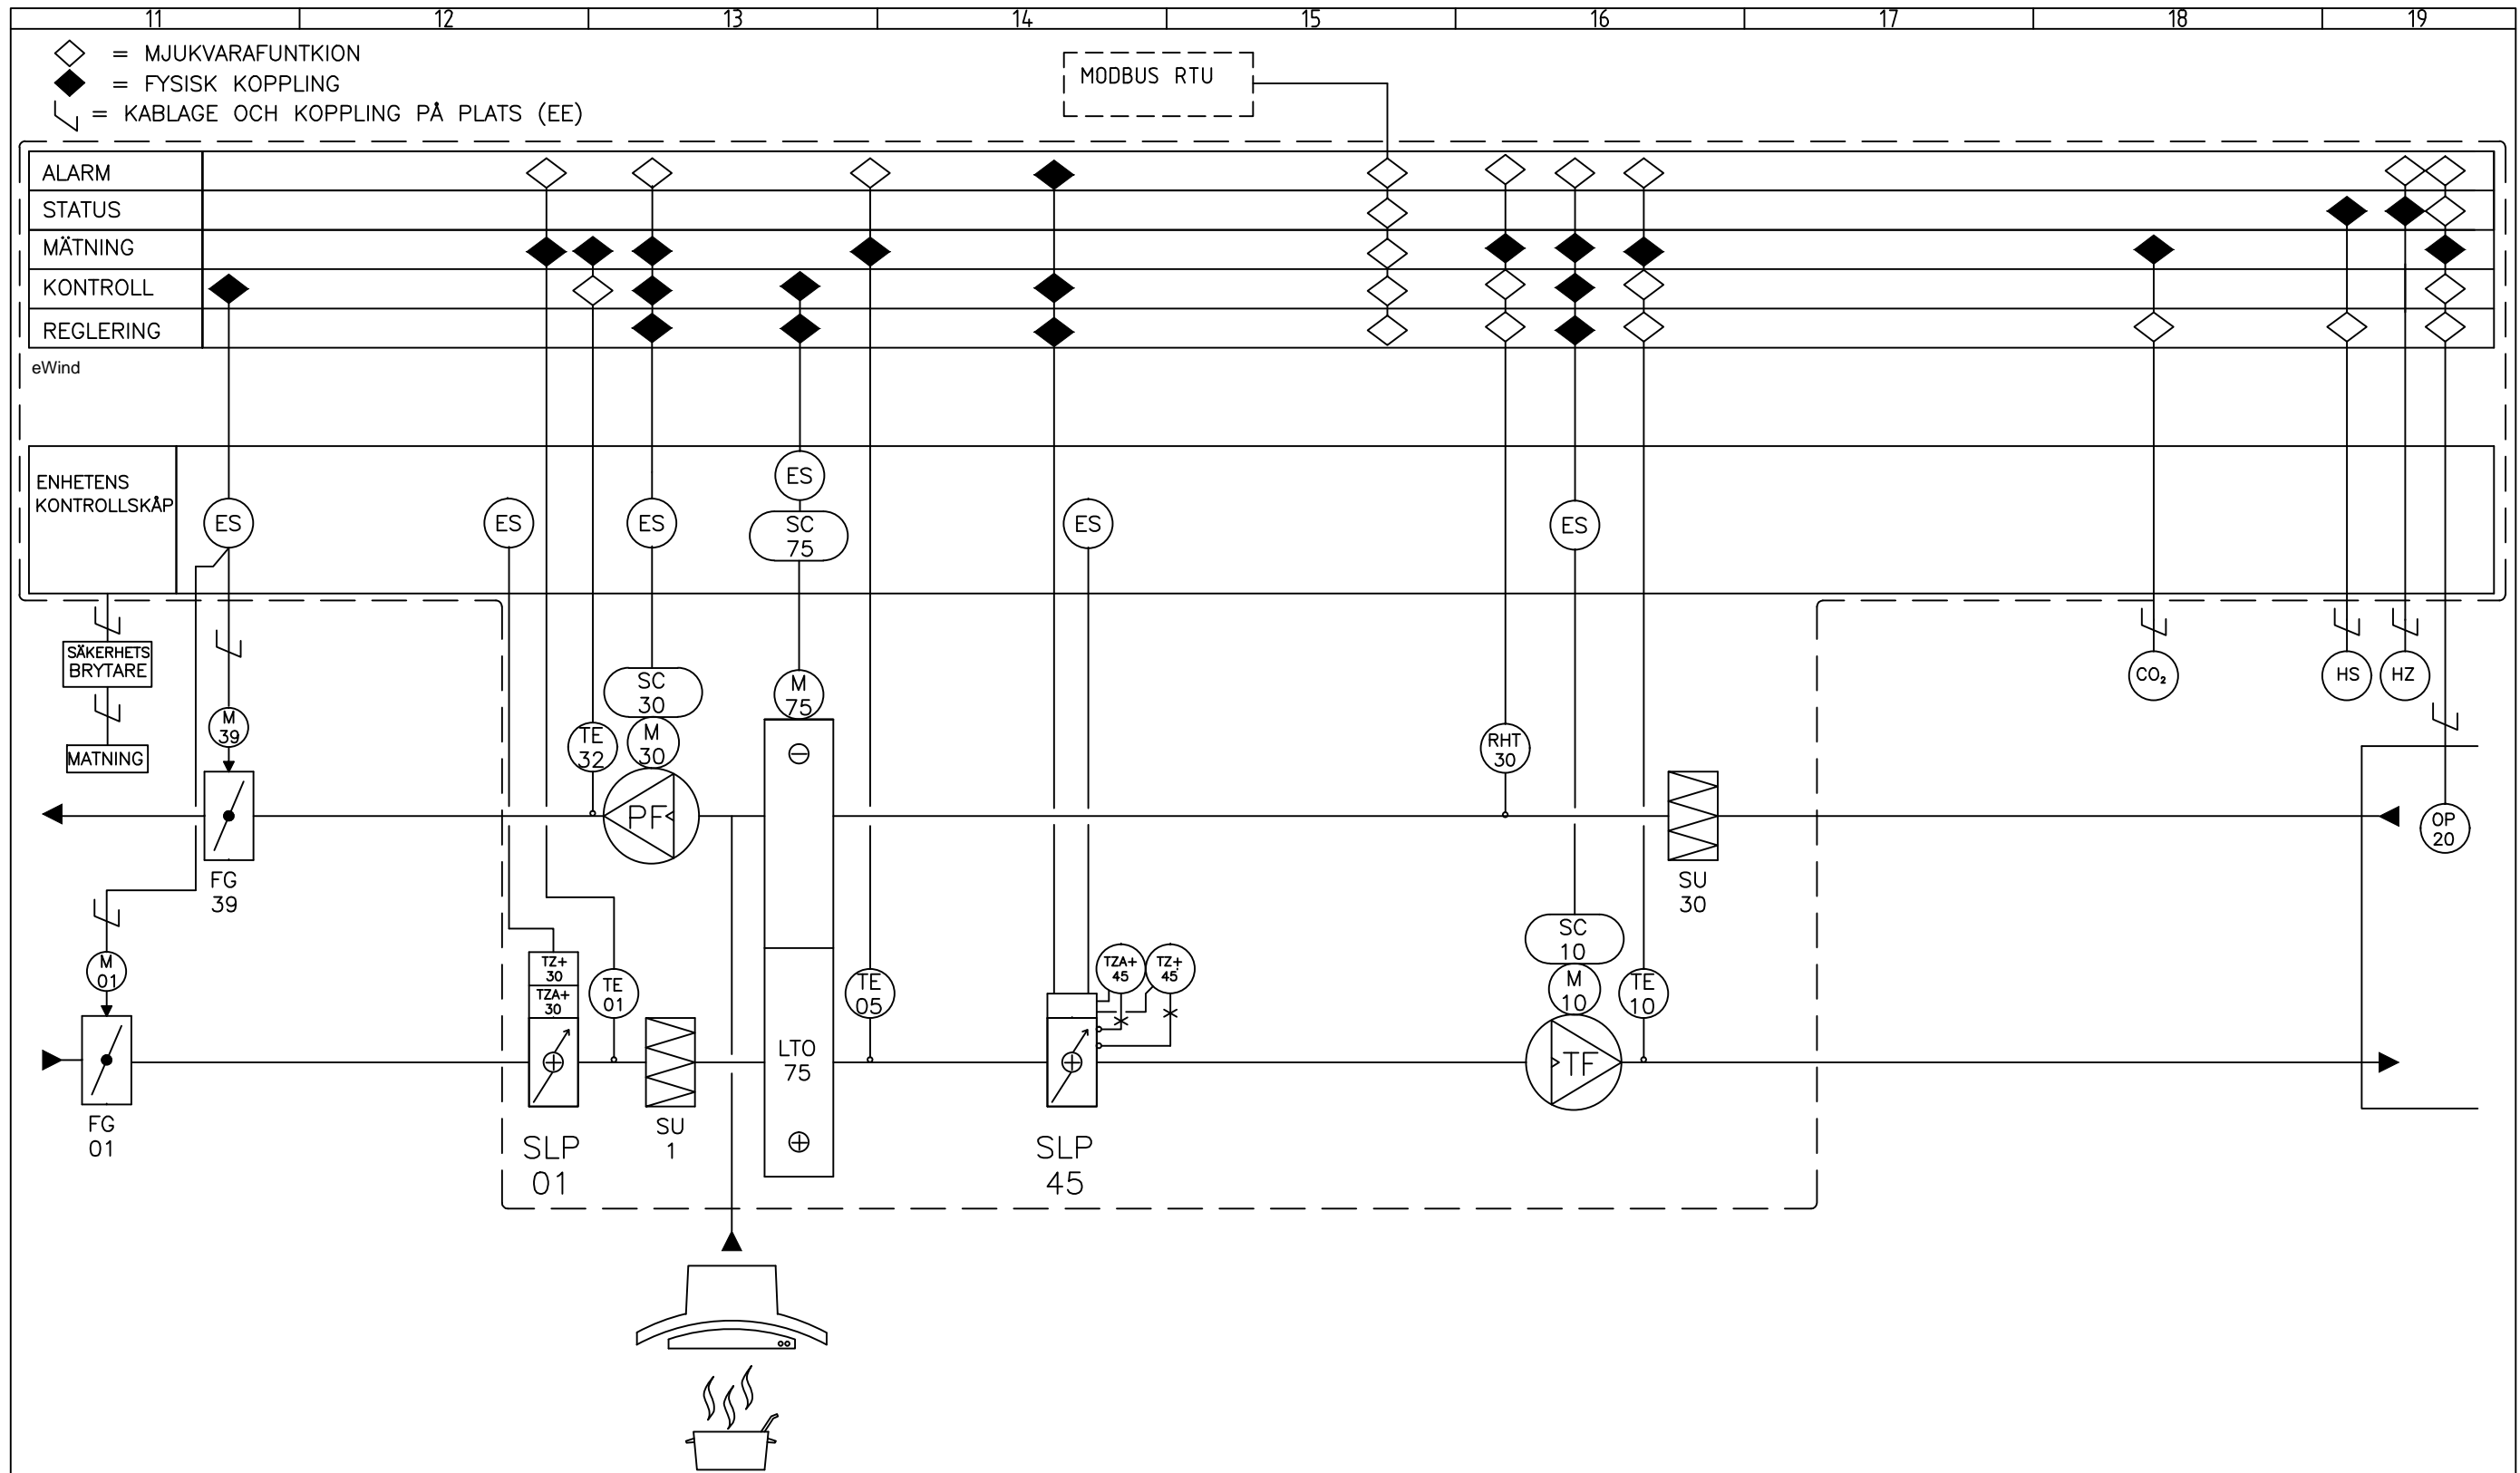 11 12 13 14 15 16 17 18 19
= MJUKVARAFUNTKION
= FYSISK KOPPLING
= KABLAGE OCH KOPPLING PÅ PLATS (EE)
MODBUS RTU
ALARM
STATUS
MÄTNING
KONTROLL
REGLERING
eWind
ENHETENS
KONTROLLSKÅP
ES
ES
ES
ES
SC
75
ES
ES
SÄKERHETS
BRYTARE
MATNING
M
39
TE
32
SC
30
M
30
M
75
RHT
30
CO₂
HS
HZ
PF
OP
20
FG
39
SU
30
M
01
TZ+
30
TZA+
30
TE
01
TE
05
TZA+
45
TZ+
45
SC
10
M
10
TE
10
LTO
75
TF
FG
01
SLP
01
SU
1
SLP
45